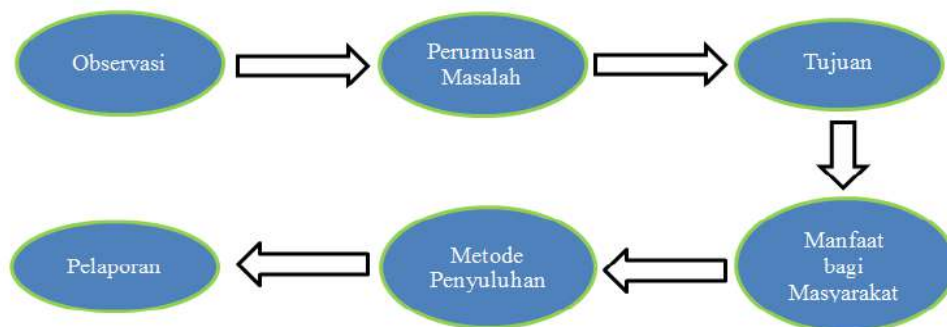 Observasi
Perumusan
Masalah
Tujuan
Manfaat
bagi
Masyarakat
Metode
Penyuluhan
Pelaporan